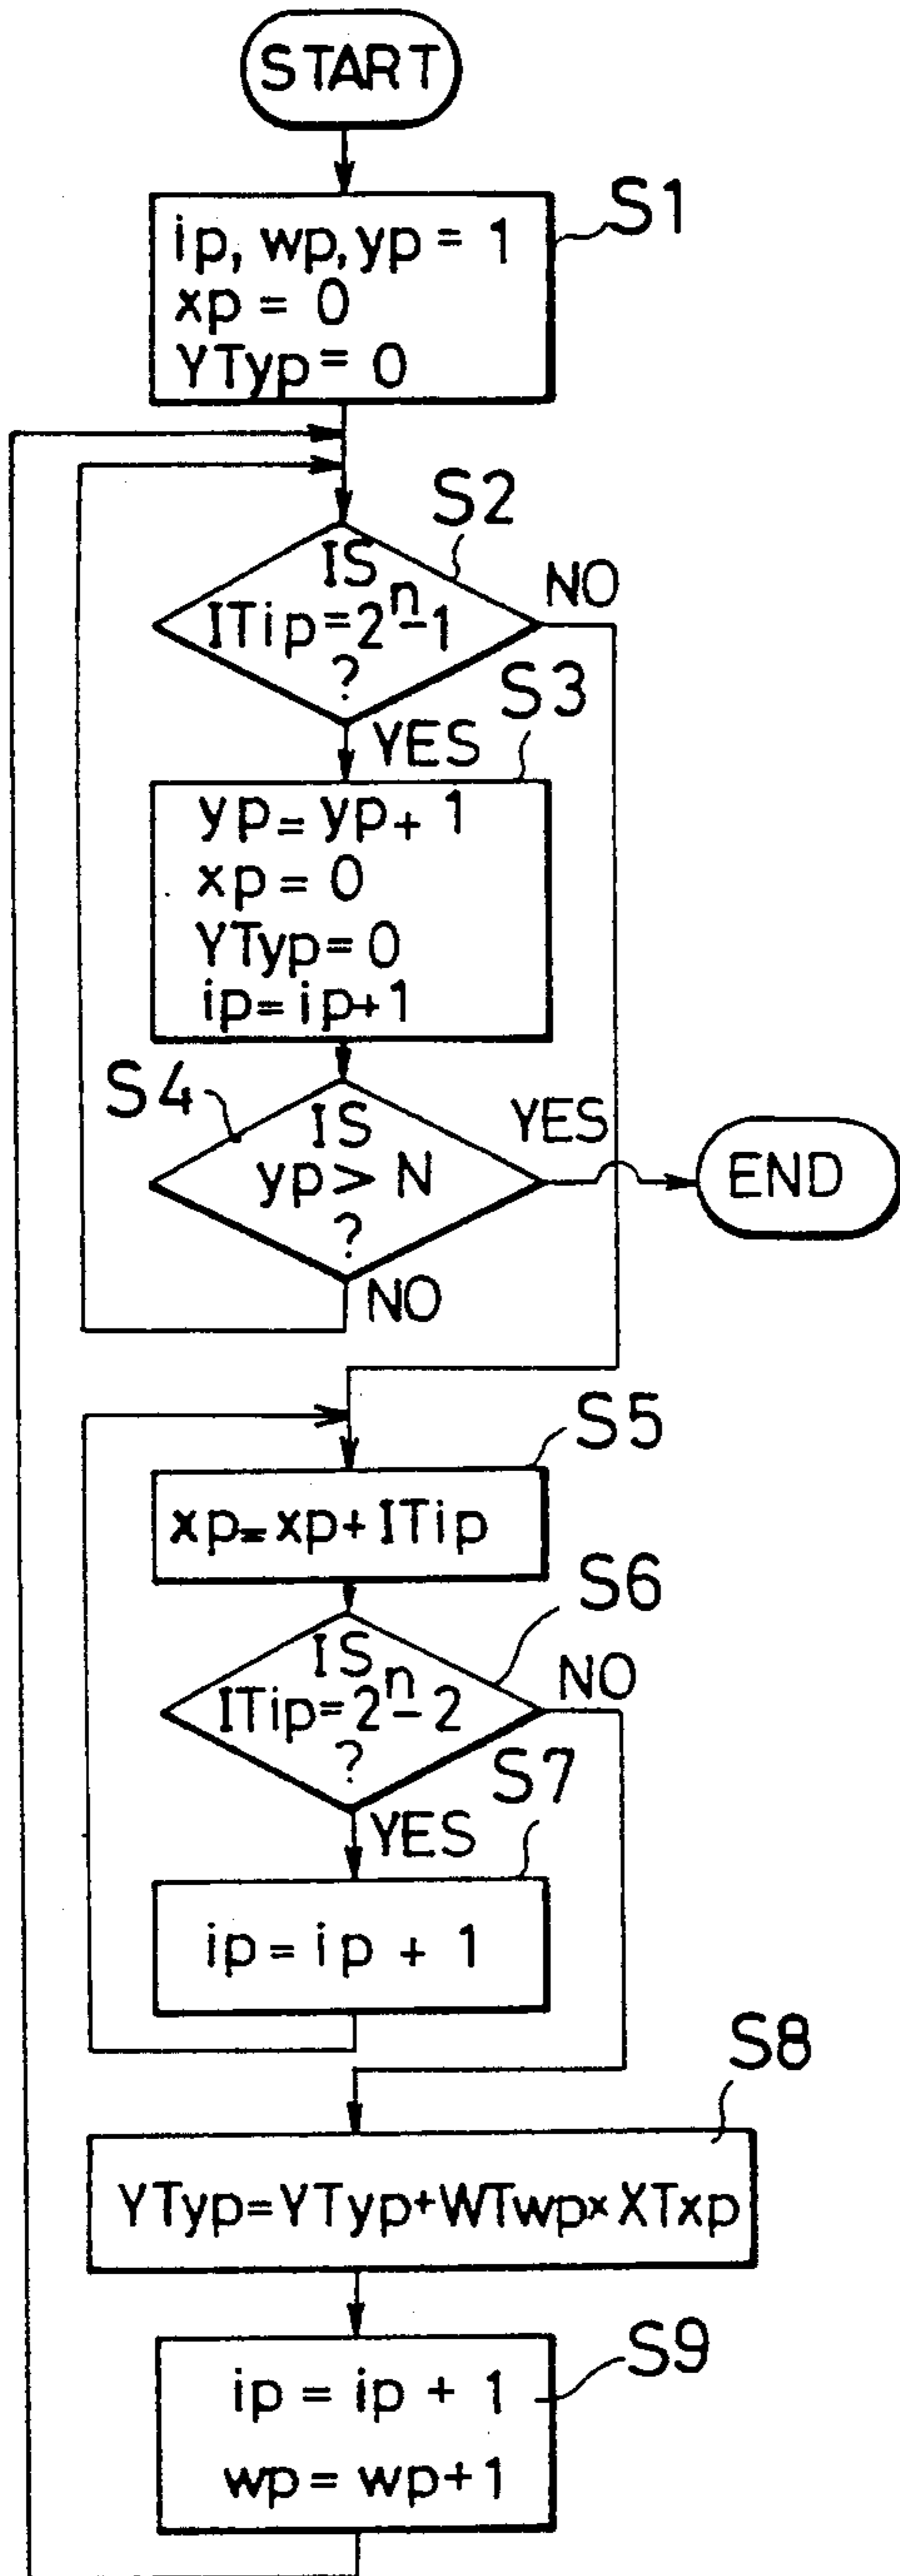 START
S1
ip, wp, yp = 1
xp = 0
YTyp = 0
S2
IS
ITip=2^n-1
?
NO
YES
S3
yp = yp + 1
xp = 0
YTyp = 0
ip = ip+1
S4
IS
yp > N
?
YES
END
NO
S5
xp = xp + ITip
S6
IS
ITip=2^n-2
?
NO
YES
S7
ip = ip + 1
S8
YTyp=YTyp+WTwp×XTxp
S9
ip = ip + 1
wp = wp+1